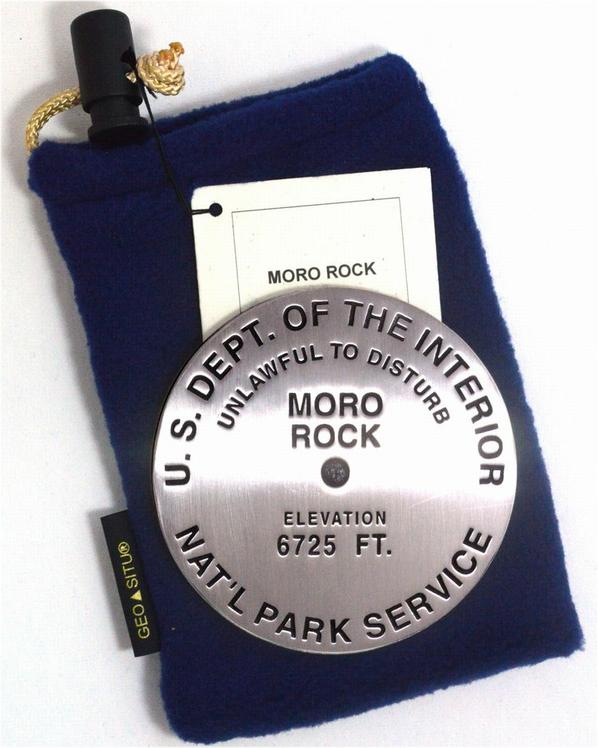 MORO ROCK
U.S. DEPT. OF THE INTERIOR
UNLAWFUL TO DISTURB
MORO
ROCK
ELEVATION
6725 FT.
NAT'L PARK SERVICE
GEO▲SITU®